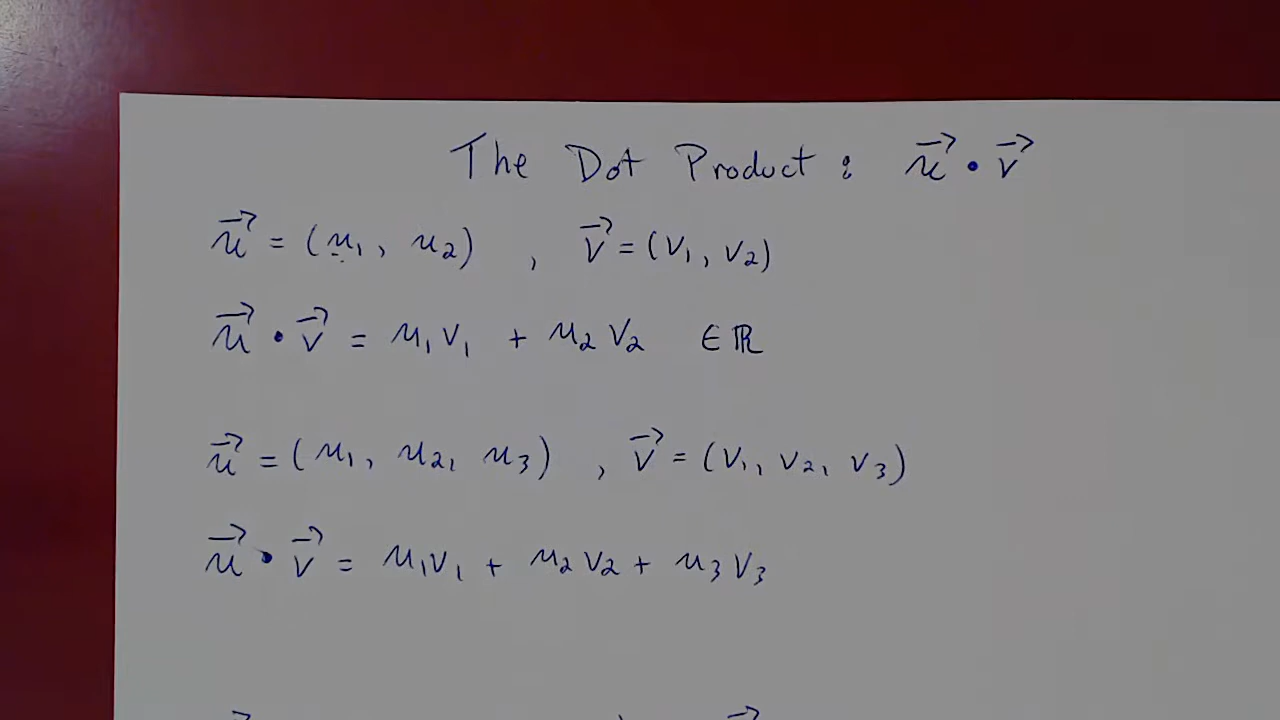 The Dot Product : u⃗ • v⃗
u⃗ = (u₁, u₂) , v⃗ = (v₁, v₂)
u⃗ • v⃗ = u₁v₁ + u₂v₂ ∈ ℝ
u⃗ = (u₁, u₂, u₃) , v⃗ = (v₁, v₂, v₃)
u⃗ • v⃗ = u₁v₁ + u₂v₂ + u₃v₃